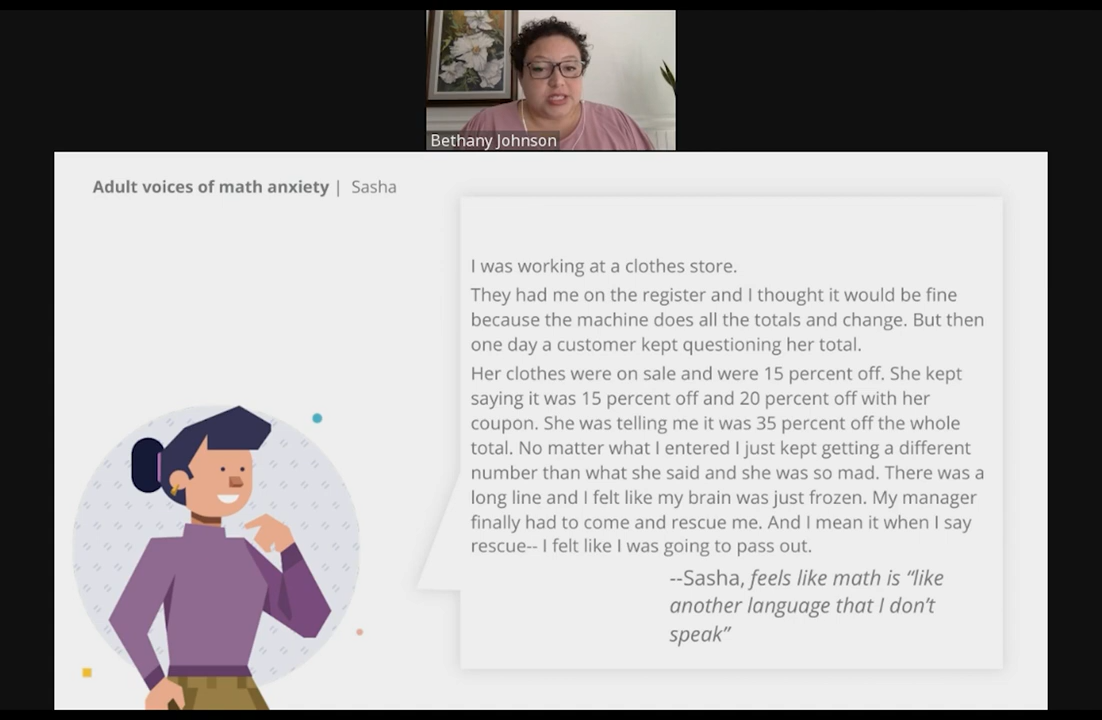 Bethany Johnson
Adult voices of math anxiety | Sasha
I was working at a clothes store.
They had me on the register and I thought it would be fine
because the machine does all the totals and change. But then
one day a customer kept questioning her total.
Her clothes were on sale and were 15 percent off. She kept
saying it was 15 percent off and 20 percent off with her
coupon. She was telling me it was 35 percent off the whole
total. No matter what I entered I just kept getting a different
number than what she said and she was so mad. There was a
long line and I felt like my brain was just frozen. My manager
finally had to come and rescue me. And I mean it when I say
rescue-- I felt like I was going to pass out.
--Sasha, feels like math is “like
another language that I don’t
speak”